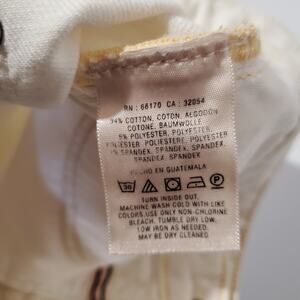 RN: 66170 CA: 32054
94% COTTON, COTON, ALGODON
COTONE, BAUMWOLLE
5% POLYESTER, POLYESTER,
POLIESTER, POLIESTERE,
1% SPANDEX, SPANDEX,
SPANDEX, SPANDEX
HECHO EN GUATEMALA
30 P
TURN INSIDE OUT,
MACHINE WASH COLD WITH LIKE
COLORS USE ONLY NON-CHLORINE
BLEACH, TUMBLE DRY LOW,
LOW IRON AS NEEDED,
MAY BE DRY CLEANED